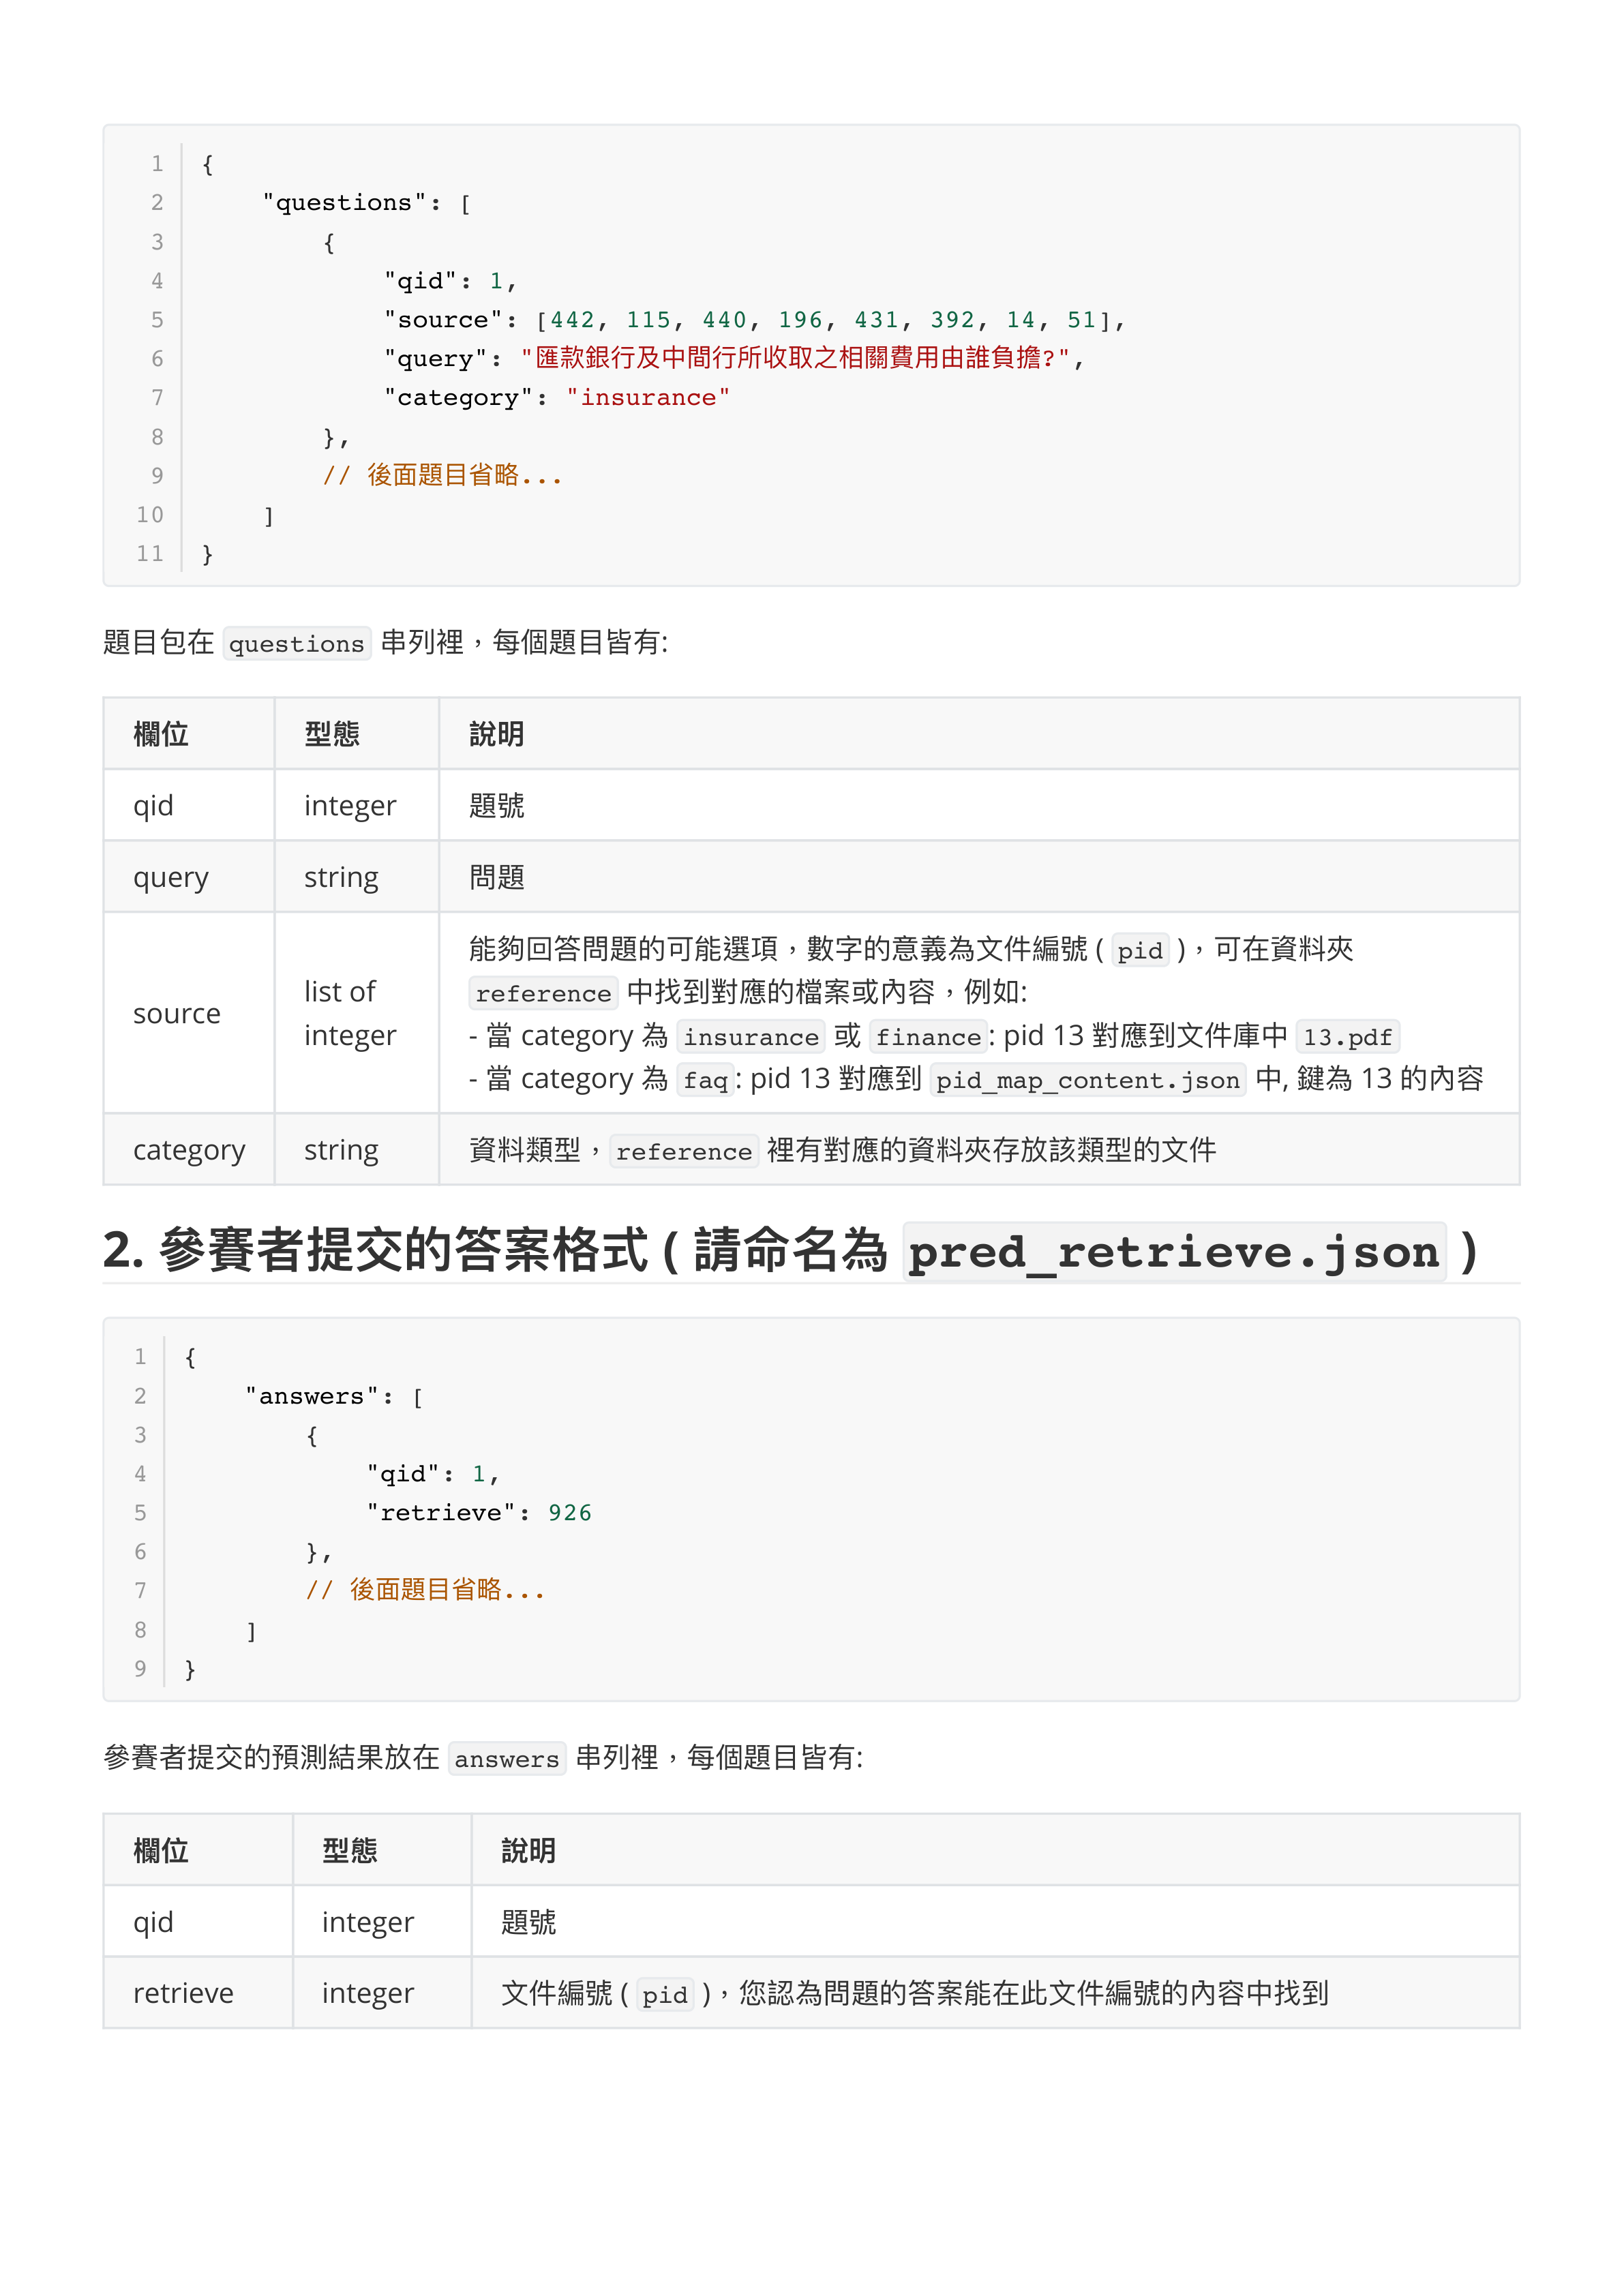 1 {
2     "questions": [
3         {
4             "qid": 1,
5             "source": [442, 115, 440, 196, 431, 392, 14, 51],
6             "query": "匯款銀行及中間行所收取之相關費用由誰負擔?",
7             "category": "insurance"
8         },
9         // 後面題目省略...
10     ]
11 }
題目包在 questions 串列裡，每個題目皆有:
欄位 型態 說明
qid integer 題號
query string 問題
source list of integer 能夠回答問題的可能選項，數字的意義為文件編號 ( pid )，可在資料夾
reference 中找到對應的檔案或內容，例如:
- 當 category 為 insurance 或 finance: pid 13 對應到文件庫中 13.pdf
- 當 category 為 faq: pid 13 對應到 pid_map_content.json 中, 鍵為 13 的內容
category string 資料類型，reference 裡有對應的資料夾存放該類型的文件
2. 參賽者提交的答案格式 ( 請命名為 pred_retrieve.json )
1 {
2     "answers": [
3         {
4             "qid": 1,
5             "retrieve": 926
6         },
7         // 後面題目省略...
8     ]
9 }
參賽者提交的預測結果放在 answers 串列裡，每個題目皆有:
欄位 型態 說明
qid integer 題號
retrieve integer 文件編號 ( pid )，您認為問題的答案能在此文件編號的內容中找到